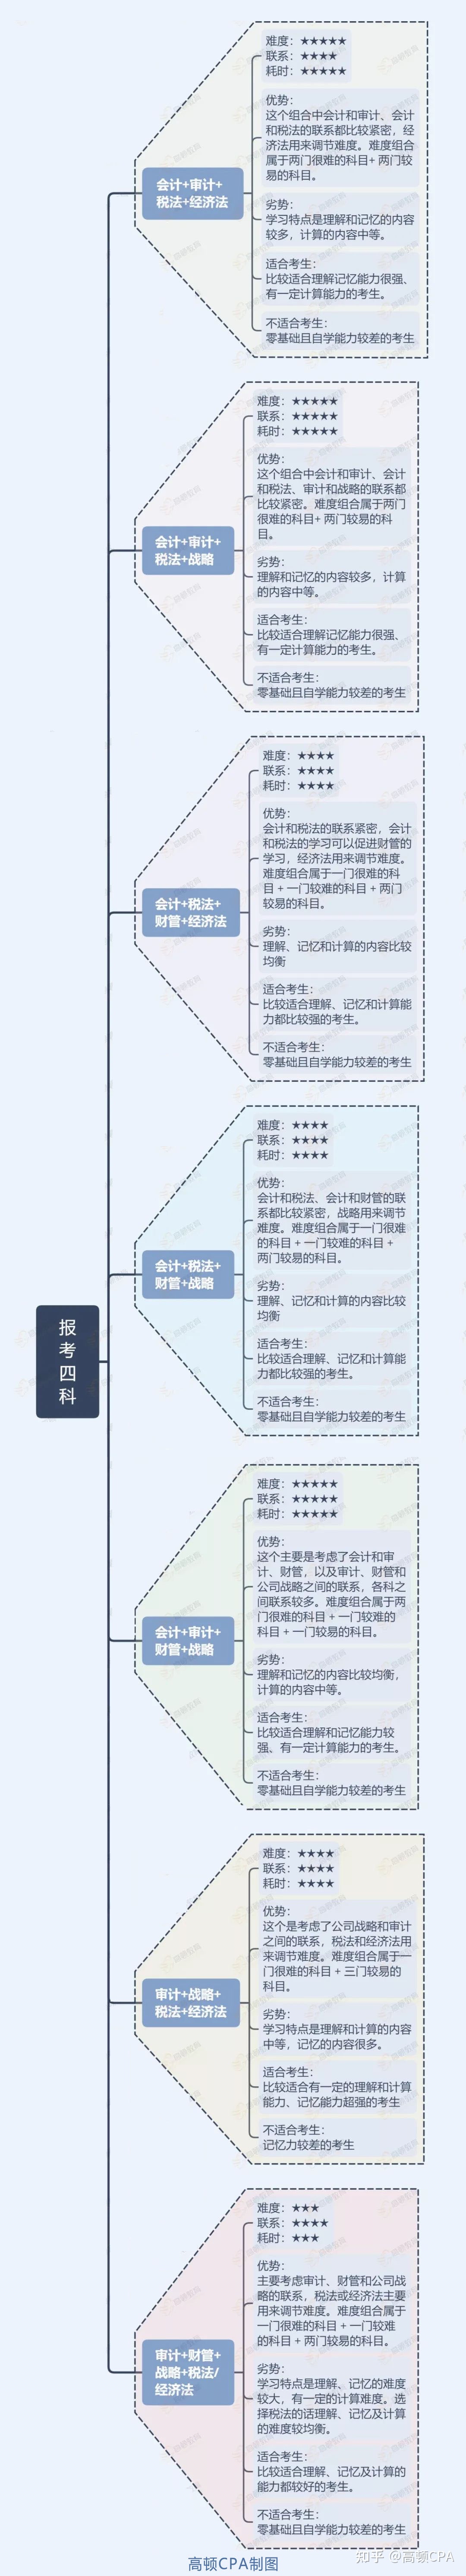 报
考
四
科
会计+审计+
税法+经济法
难度：★★★★★
联系：★★★★
耗时：★★★★★
优势：
这个组合中会计和审计、会计
和税法的联系都比较紧密，经
济法用来调节难度。难度组合
属于两门很难的科目+ 两门较
易的科目。
劣势：
学习特点是理解和记忆的内容
较多，计算的内容中等。
适合考生：
比较适合理解记忆能力很强、
有一定计算能力的考生。
不适合考生：
零基础且自学能力较差的考生
会计+审计+
税法+战略
难度：★★★★★
联系：★★★★★
耗时：★★★★★
优势：
这个组合中会计和审计、会计
和税法、审计和战略的联系都
比较紧密。难度组合属于两门
很难的科目+ 两门较易的科
目。
劣势：
理解和记忆的内容较多，计算
的内容中等。
适合考生：
比较适合理解记忆能力很强、
有一定计算能力的考生。
不适合考生：
零基础且自学能力较差的考生
会计+税法+
财管+经济法
难度：★★★★
联系：★★★★
耗时：★★★★
优势：
会计和税法的联系紧密，会计
和税法的学习可以促进财管的
学习，经济法用来调节难度。
难度组合属于一门很难的科
目 + 一门较难的科目 + 两门
较易的科目。
劣势：
理解、记忆和计算的内容比较
均衡
适合考生：
比较适合理解、记忆和计算能
力都比较强的考生。
不适合考生：
零基础且自学能力较差的考生
会计+税法+
财管+战略
难度：★★★★
联系：★★★★
耗时：★★★★
优势：
会计和税法、会计和财管的联
系都比较紧密，战略用来调节
难度。难度组合属于一门很难
的科目 + 一门较难的科目 +
两门较易的科目。
劣势：
理解、记忆和计算的内容比较
均衡
适合考生：
比较适合理解、记忆和计算能
力都比较强的考生。
不适合考生：
零基础且自学能力较差的考生
会计+审计+
财管+战略
难度：★★★★★
联系：★★★★★
耗时：★★★★★
优势：
这个主要是考虑了会计和审
计、财管，以及审计、财管和
公司战略之间的联系，各科之
间联系较多。难度组合属于两
门很难的科目 + 一门较难的
科目 + 一门较易的科目。
劣势：
理解和记忆的内容比较均衡，
计算的内容中等。
适合考生：
比较适合理解和记忆能力较
强、有一定计算能力的考生。
不适合考生：
零基础且自学能力较差的考生
审计+战略+
税法+经济法
难度：★★★★
联系：★★★★
耗时：★★★★
优势：
这个是考虑了公司战略和审计
之间的联系，税法和经济法用
来调节难度。难度组合属于一
门很难的科目 + 三门较易的
科目。
劣势：
学习特点是理解和计算的内容
中等，记忆的内容很多。
适合考生：
比较适合有一定的理解和计算
能力、记忆能力超强的考生
不适合考生：
记忆力较差的考生
审计+财管+
战略+税法/
经济法
难度：★★★
联系：★★★★
耗时：★★★
优势：
主要考虑审计、财管和公司战
略的联系，税法或经济法主要
用来调节难度。难度组合属于
一门很难的科目 + 一门较难
的科目 + 两门较易的科目。
劣势：
学习特点是理解、记忆的难度
较大，有一定的计算难度。选
择税法的话理解、记忆及计算
的难度较均衡。
适合考生：
比较适合理解、记忆及计算的
能力都较好的考生。
不适合考生：
零基础且自学能力较差的考生
高顿CPA制图
知乎 @高顿CPA